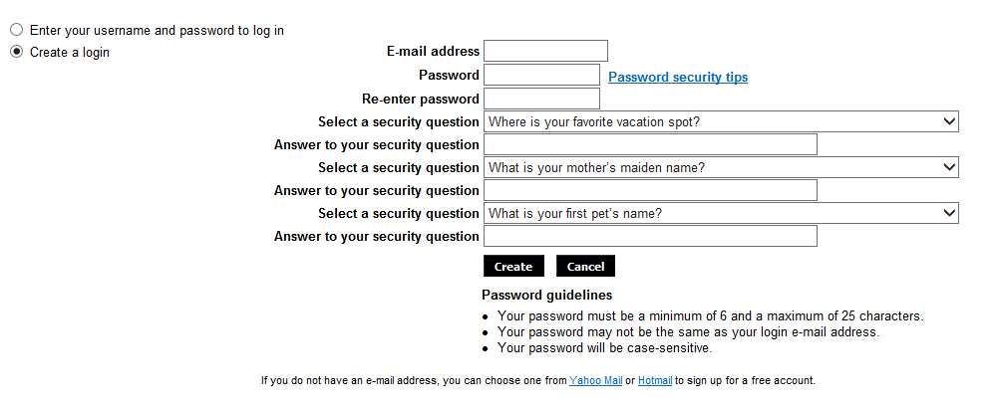 Enter your username and password to log in
Create a login
E-mail address
Password
Password security tips
Re-enter password
Select a security question Where is your favorite vacation spot?
Answer to your security question
Select a security question What is your mother's maiden name?
Answer to your security question
Select a security question What is your first pet's name?
Answer to your security question
Create Cancel
Password guidelines
• Your password must be a minimum of 6 and a maximum of 25 characters.
• Your password may not be the same as your login e-mail address.
• Your password will be case-sensitive.
If you do not have an e-mail address, you can choose one from Yahoo Mail or Hotmail to sign up for a free account.